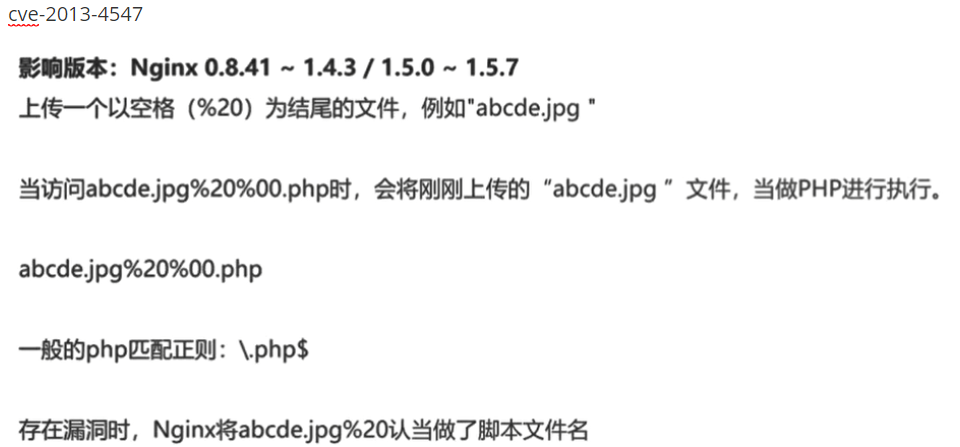 cve-2013-4547
影响版本：Nginx 0.8.41 ~ 1.4.3 / 1.5.0 ~ 1.5.7
上传一个以空格（%20）为结尾的文件，例如"abcde.jpg "
当访问abcde.jpg%20%00.php时，会将刚刚上传的“abcde.jpg ”文件，当做PHP进行执行。
abcde.jpg%20%00.php
一般的php匹配正则：\.php$
存在漏洞时，Nginx将abcde.jpg%20认当做了脚本文件名